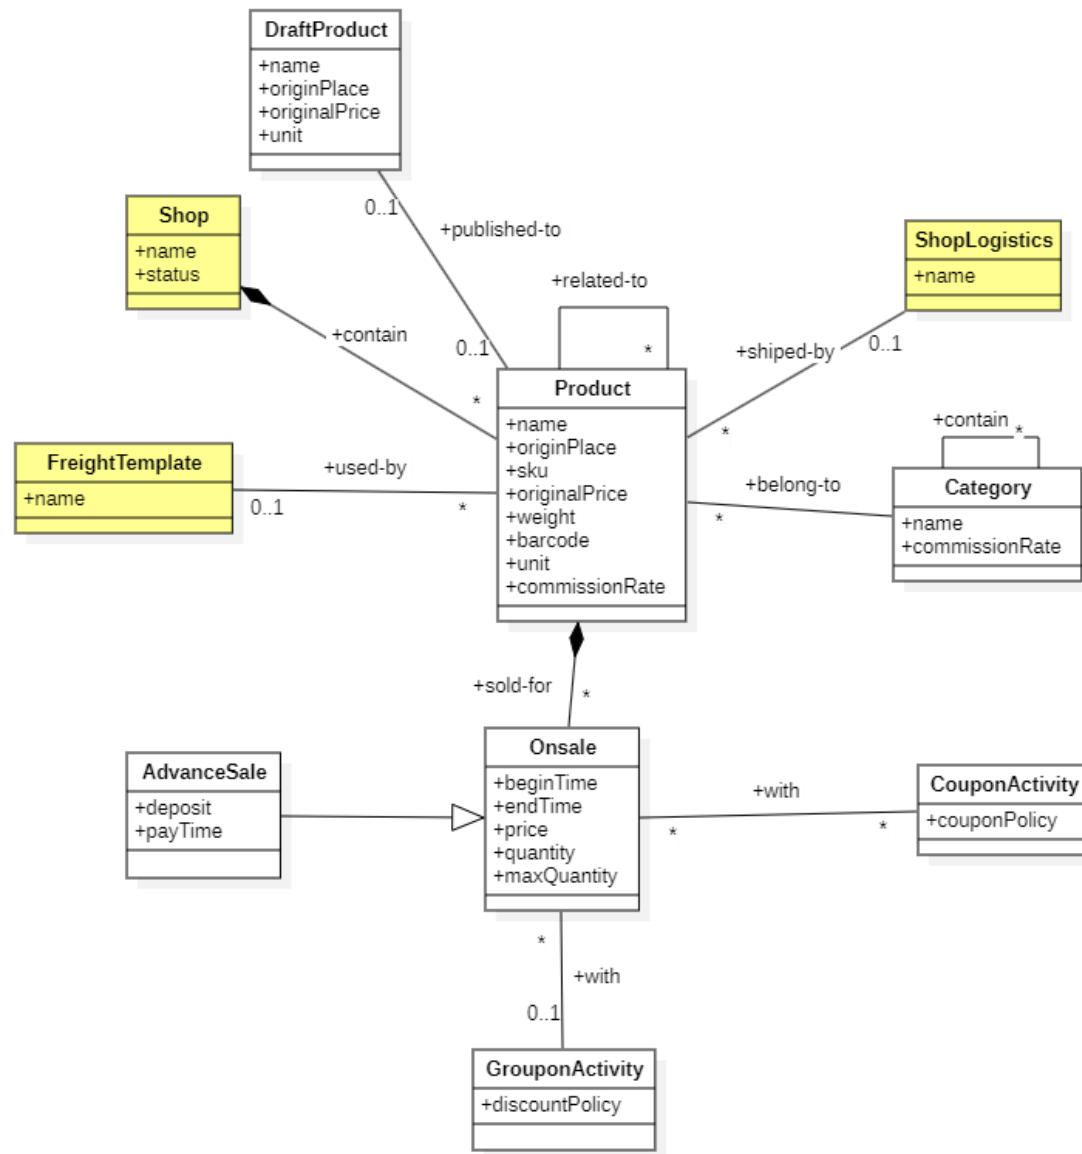 DraftProduct
+name
+originPlace
+originalPrice
+unit
0..1
+published-to
0..1
Shop
+name
+status
+contain
*
+related-to
*
ShopLogistics
+name
0..1
+shiped-by
*
FreightTemplate
+name
0..1
+used-by
*
Product
+name
+originPlace
+sku
+originalPrice
+weight
+barcode
+unit
+commissionRate
+contain
*
Category
+name
+commissionRate
+belong-to
*
+sold-for
*
AdvanceSale
+deposit
+payTime
Onsale
+beginTime
+endTime
+price
+quantity
+maxQuantity
+with
*
*
CouponActivity
+couponPolicy
*
+with
0..1
GrouponActivity
+discountPolicy